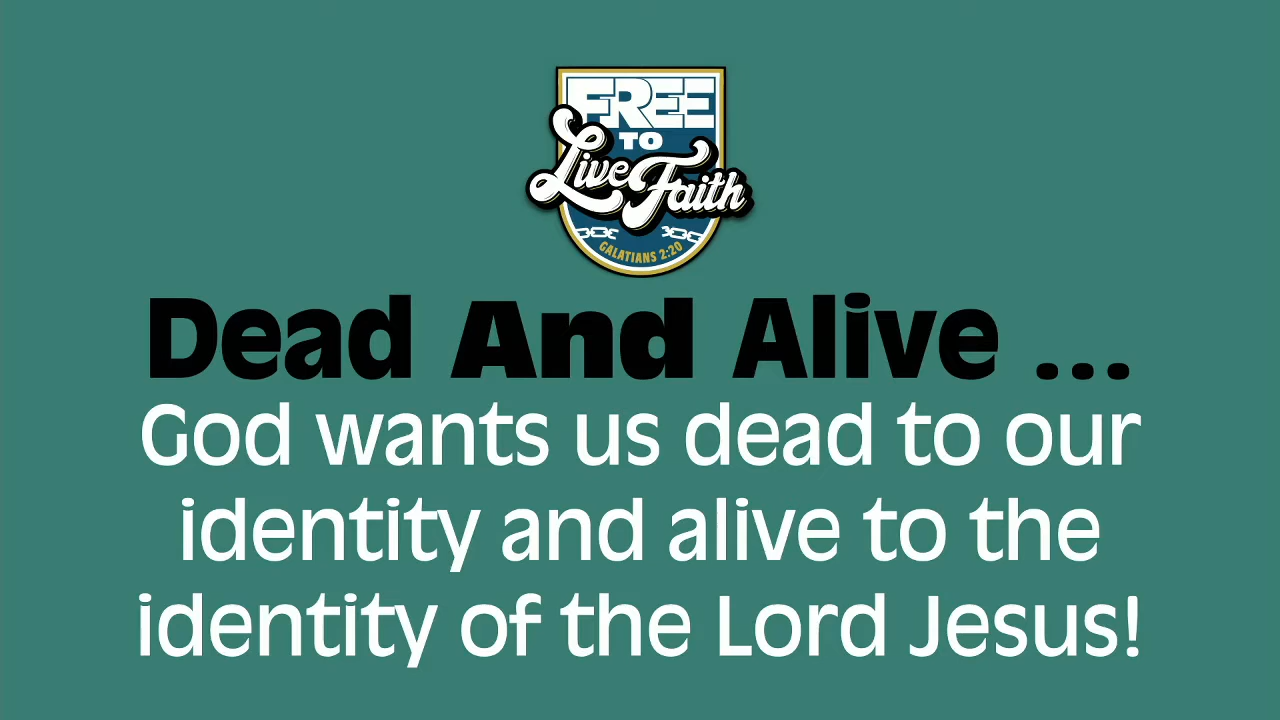 FREE
TO
Live Faith
GALATIANS 2:20
Dead And Alive ...
God wants us dead to our
identity and alive to the
identity of the Lord Jesus!